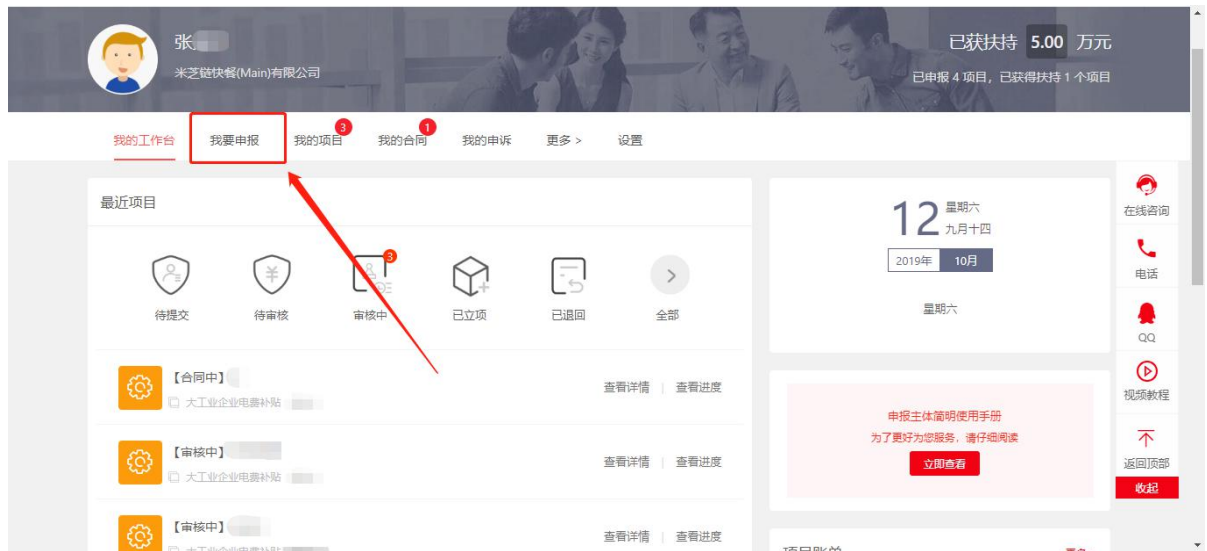 张
米芝链快餐(Main)有限公司
已获扶持 5.00 万元
已申报 4 项目，已获得扶持 1 个项目
我的工作台 我要申报 我的项目 3 我的合同 1 我的申诉 更多 > 设置
最近项目
3
待提交 待审核 审核中 已立项 已退回 全部
【合同中】
大工业企业电费补贴
查看详情 查看进度
【审核中】
大工业企业电费补贴
查看详情 查看进度
【审核中】
大工业企业电费补贴
查看详情 查看进度
12 星期六
九月十四
2019年 10月
星期六
申报主体简明使用手册
为了更好为您服务，请仔细阅读
立即查看
在线咨询
电话
QQ
视频教程
返回顶部
收起